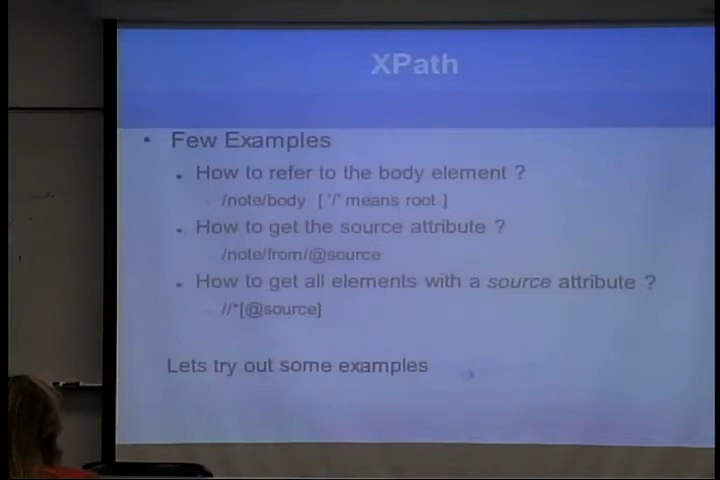 XPath
• Few Examples
• How to refer to the body element ?
- /note/body [ '/' means root ]
• How to get the source attribute ?
/note/from/@source
• How to get all elements with a source attribute ?
- //*[@source]
Lets try out some examples